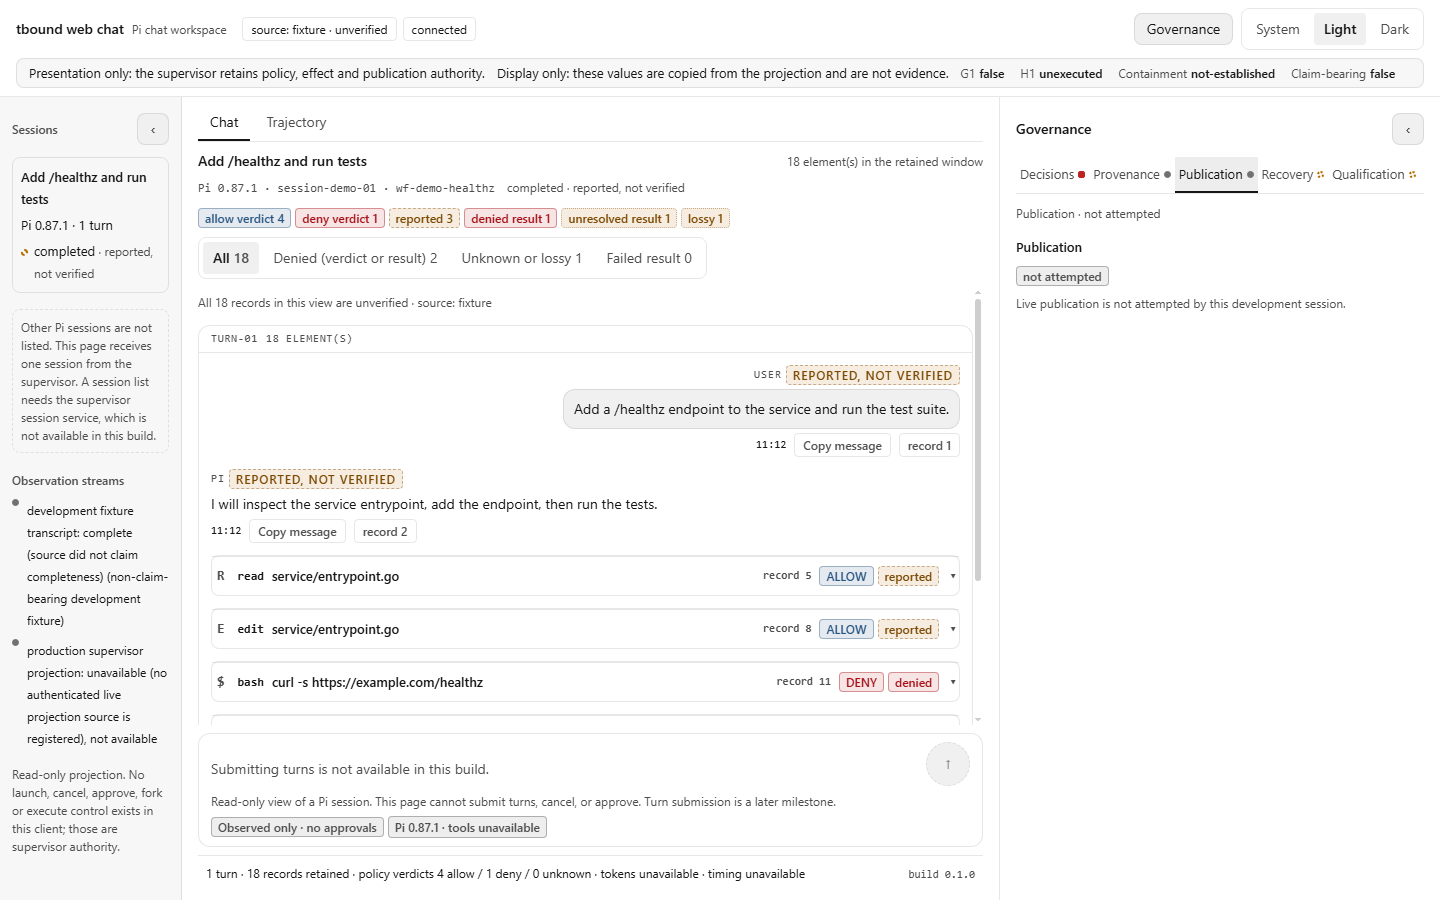 tbound web chat Pi chat workspace source: fixture · unverified connected Governance System Light Dark
Presentation only: the supervisor retains policy, effect and publication authority. Display only: these values are copied from the projection and are not evidence. G1 false H1 unexecuted Containment not-established Claim-bearing false
Sessions ‹
Add /healthz and run
tests
Pi 0.87.1 · 1 turn
completed · reported,
not verified
Other Pi sessions are not
listed. This page receives
one session from the
supervisor. A session list
needs the supervisor
session service, which is
not available in this build.
Observation streams
development fixture
transcript: complete
(source did not claim
completeness) (non-claim-
bearing development
fixture)
production supervisor
projection: unavailable (no
authenticated live
projection source is
registered), not available
Read-only projection. No
launch, cancel, approve, fork
or execute control exists in
this client; those are
supervisor authority.
Chat Trajectory
Add /healthz and run tests 18 element(s) in the retained window
Pi 0.87.1 · session-demo-01 · wf-demo-healthz completed · reported, not verified
allow verdict 4 deny verdict 1 reported 3 denied result 1 unresolved result 1 lossy 1
All 18 Denied (verdict or result) 2 Unknown or lossy 1 Failed result 0
All 18 records in this view are unverified · source: fixture
TURN-01 18 ELEMENT(S)
USER REPORTED, NOT VERIFIED
Add a /healthz endpoint to the service and run the test suite.
11:12 Copy message record 1
PI REPORTED, NOT VERIFIED
I will inspect the service entrypoint, add the endpoint, then run the tests.
11:12 Copy message record 2
R read service/entrypoint.go record 5 ALLOW reported ▾
E edit service/entrypoint.go record 8 ALLOW reported ▾
$ bash curl -s https://example.com/healthz record 11 DENY denied ▾
Submitting turns is not available in this build. ↑
Read-only view of a Pi session. This page cannot submit turns, cancel, or approve. Turn submission is a later milestone.
Observed only · no approvals Pi 0.87.1 · tools unavailable
1 turn · 18 records retained · policy verdicts 4 allow / 1 deny / 0 unknown · tokens unavailable · timing unavailable build 0.1.0
Governance ‹
Decisions Provenance Publication Recovery Qualification
Publication · not attempted
Publication
not attempted
Live publication is not attempted by this development session.